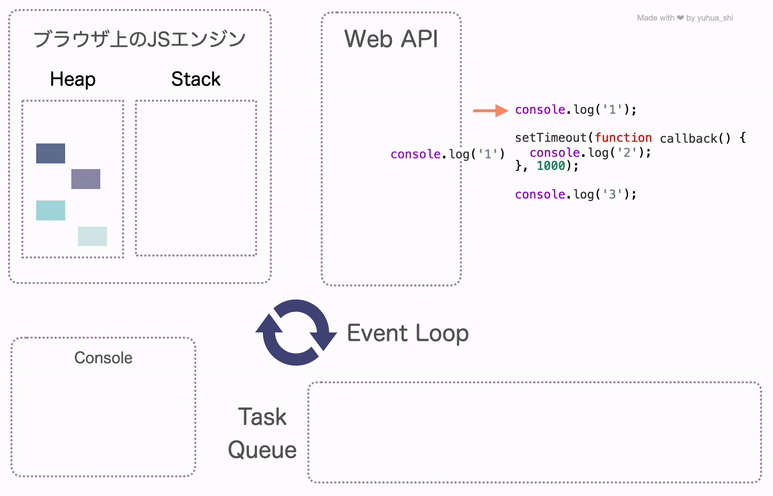 Made with ❤ by yuhua_shi
ブラウザ上のJSエンジン
Heap
Stack
Web API
console.log('1');
setTimeout(function callback() {
console.log('2');
}, 1000);
console.log('3');
console.log('1')
Event Loop
Console
Task
Queue